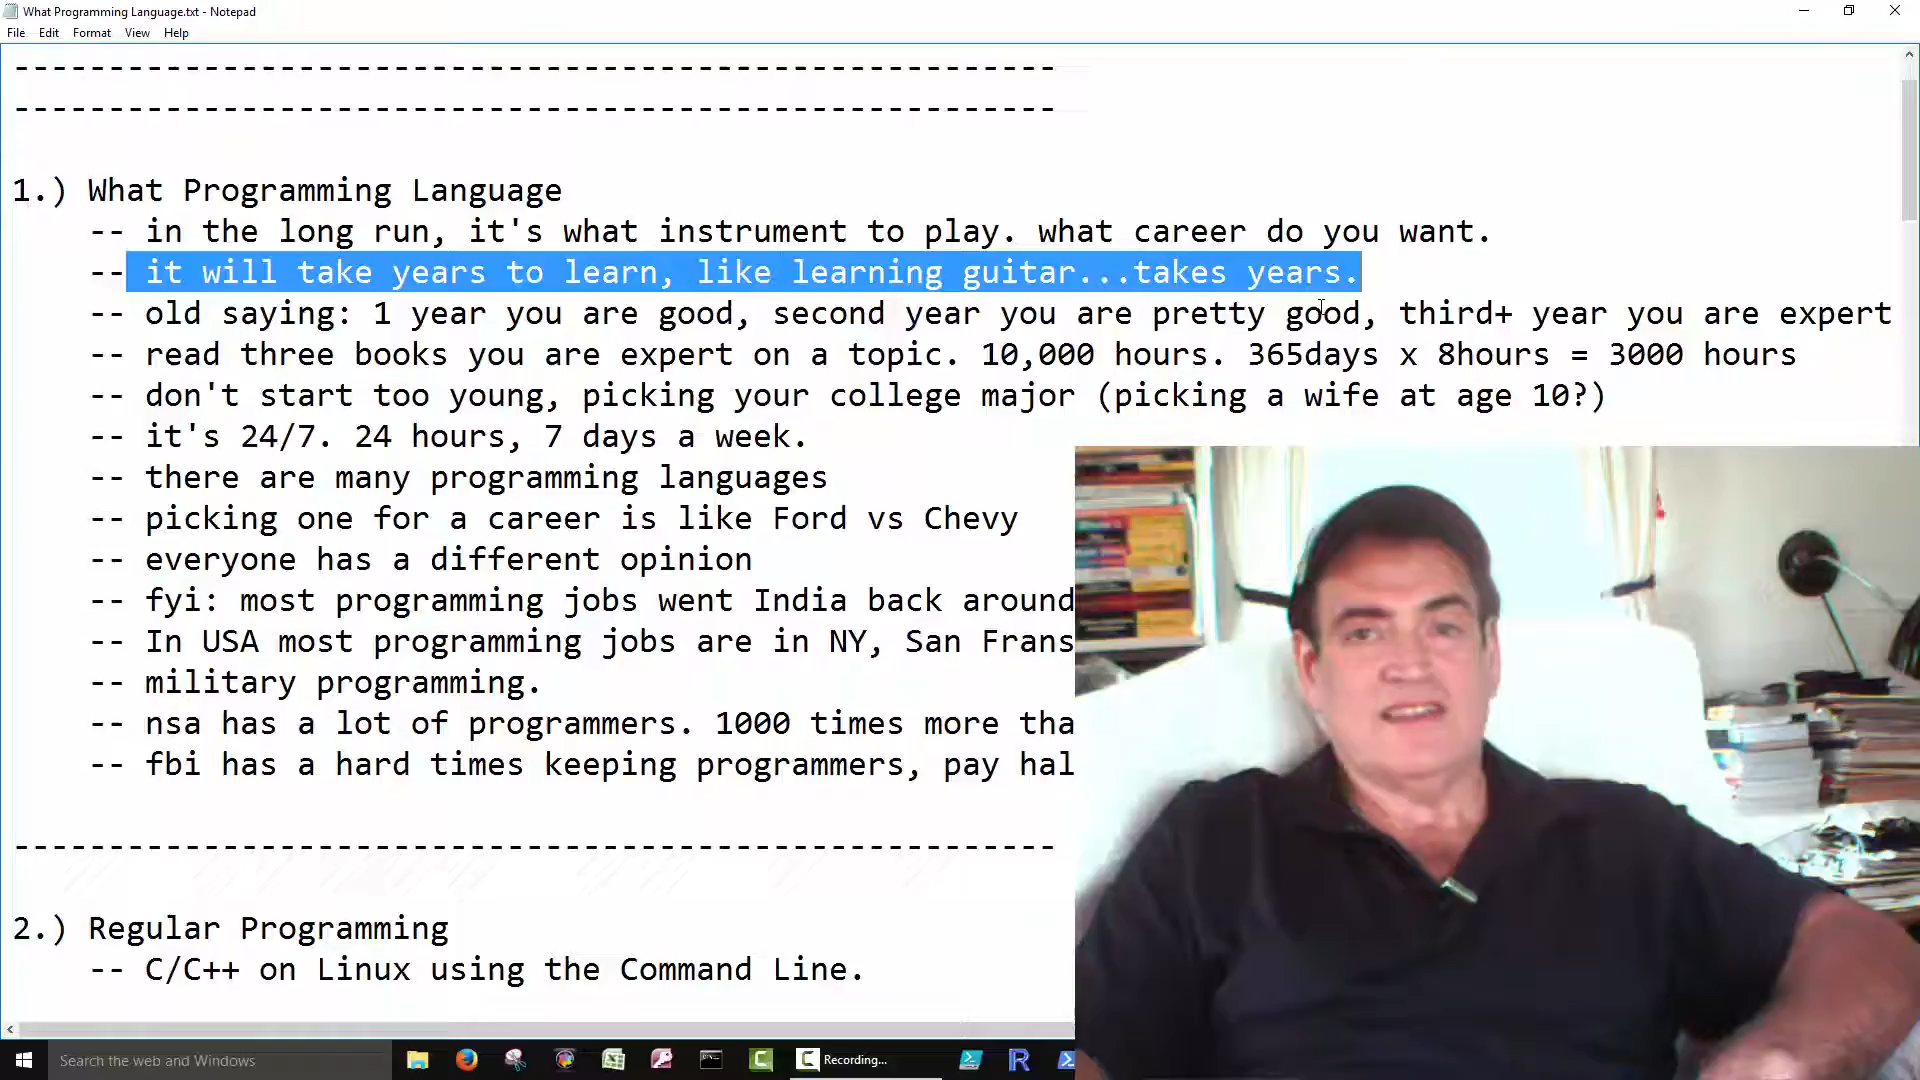 What Programming Language.txt - Notepad
File Edit Format View Help
-------------------------------------------------------
-------------------------------------------------------
1.) What Programming Language
-- in the long run, it's what instrument to play. what career do you want.
-- it will take years to learn, like learning guitar...takes years.
-- old saying: 1 year you are good, second year you are pretty good, third+ year you are expert
-- read three books you are expert on a topic. 10,000 hours. 365days x 8hours = 3000 hours
-- don't start too young, picking your college major (picking a wife at age 10?)
-- it's 24/7. 24 hours, 7 days a week.
-- there are many programming languages
-- picking one for a career is like Ford vs Chevy
-- everyone has a different opinion
-- fyi: most programming jobs went India back around
-- In USA most programming jobs are in NY, San Frans
-- military programming.
-- nsa has a lot of programmers. 1000 times more tha
-- fbi has a hard times keeping programmers, pay hal
-------------------------------------------------------
2.) Regular Programming
-- C/C++ on Linux using the Command Line.
Search the web and Windows
Recording...